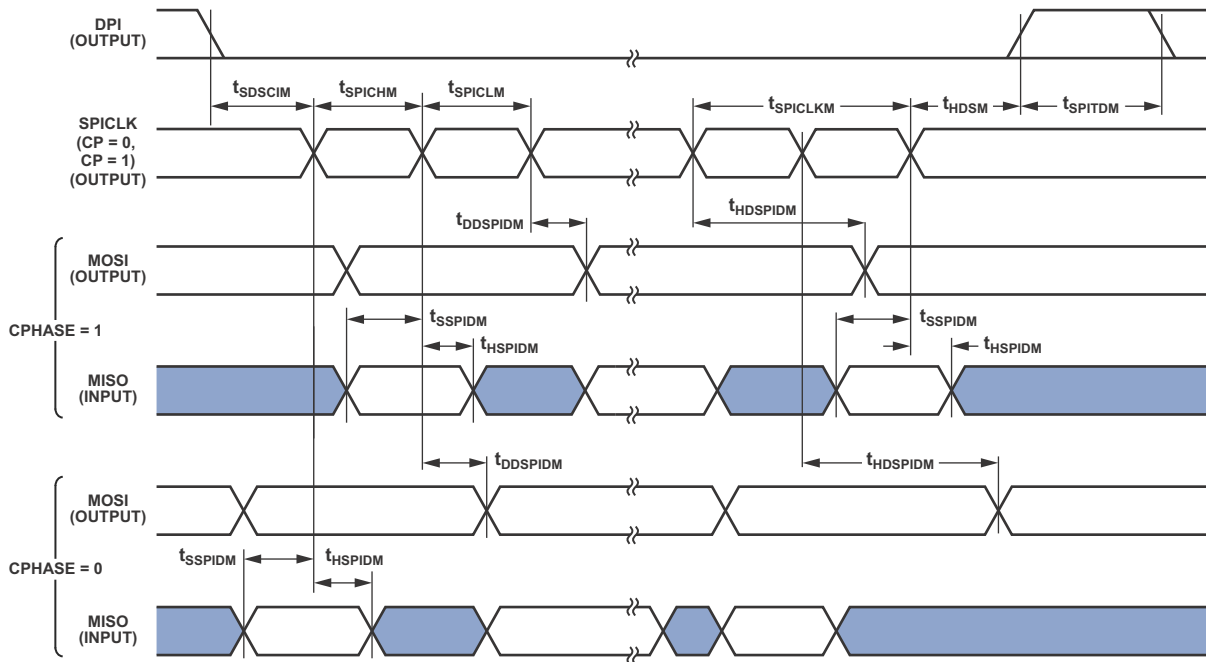 DPI
(OUTPUT)
tSDSCIM
tSPICHM
tSPICLM
tSPICLKM
tHDSM
tSPITDM
SPICLK
(CP = 0,
CP = 1)
(OUTPUT)
tDDSPIDM
tHDSPIDM
MOSI
(OUTPUT)
CPHASE = 1
tSSPIDM
tHSPIDM
tSSPIDM
tHSPIDM
MISO
(INPUT)
tDDSPIDM
tHDSPIDM
MOSI
(OUTPUT)
CPHASE = 0
tSSPIDM
tHSPIDM
MISO
(INPUT)